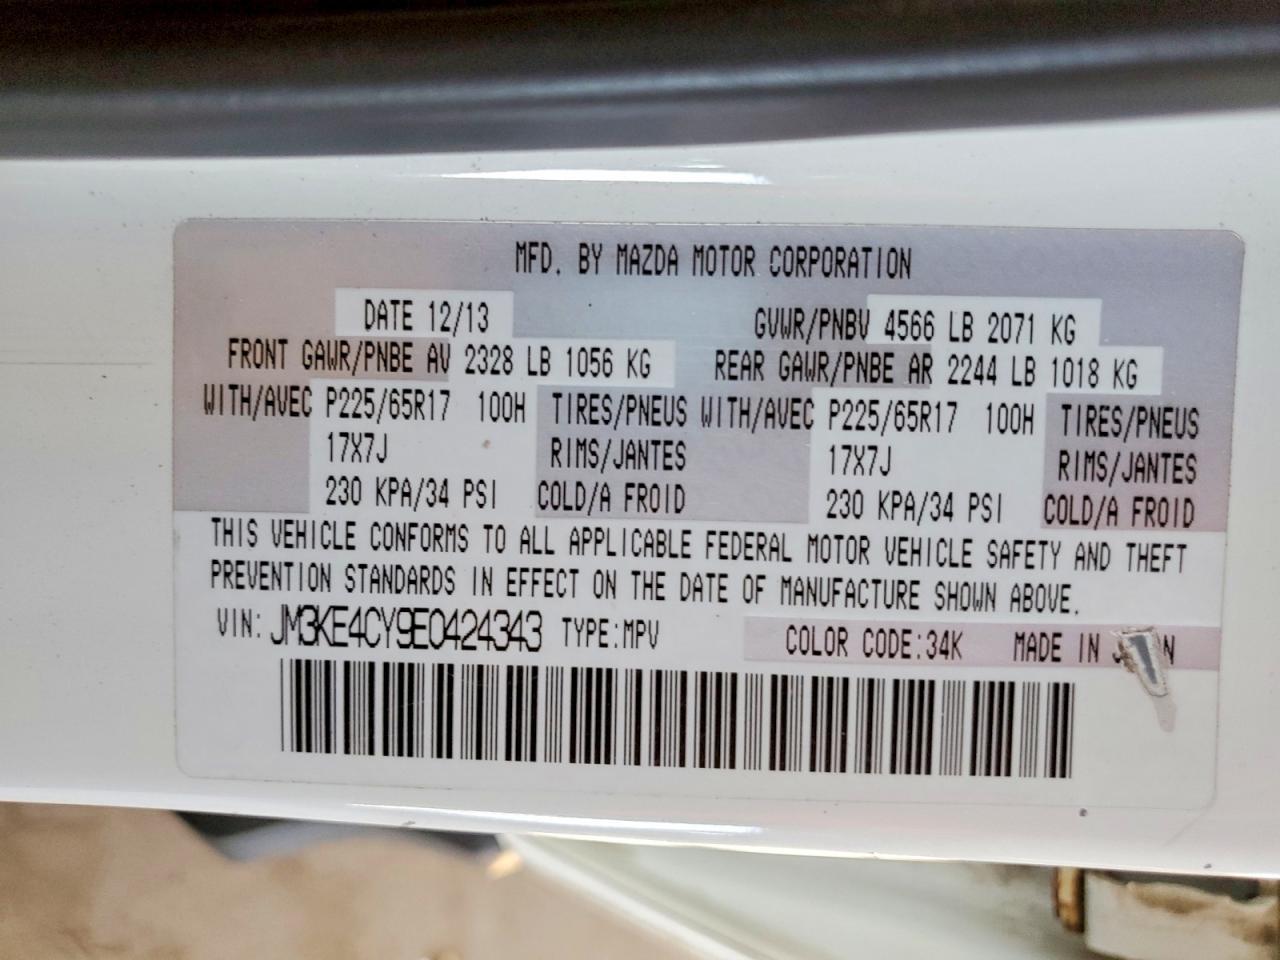 MFD. BY MAZDA MOTOR CORPORATION
DATE 12/13 GVWR/PNBV 4566 LB 2071 KG
FRONT GAWR/PNBE AV 2328 LB 1056 KG REAR GAWR/PNBE AR 2244 LB 1018 KG
WITH/AVEC P225/65R17 100H TIRES/PNEUS WITH/AVEC P225/65R17 100H TIRES/PNEUS
17X7J RIMS/JANTES 17X7J RIMS/JANTES
230 KPA/34 PSI COLD/A FROID 230 KPA/34 PSI COLD/A FROID
THIS VEHICLE CONFORMS TO ALL APPLICABLE FEDERAL MOTOR VEHICLE SAFETY AND THEFT
PREVENTION STANDARDS IN EFFECT ON THE DATE OF MANUFACTURE SHOWN ABOVE.
VIN: JM3KE4CY9E0424343 TYPE:MPV COLOR CODE:34K MADE IN